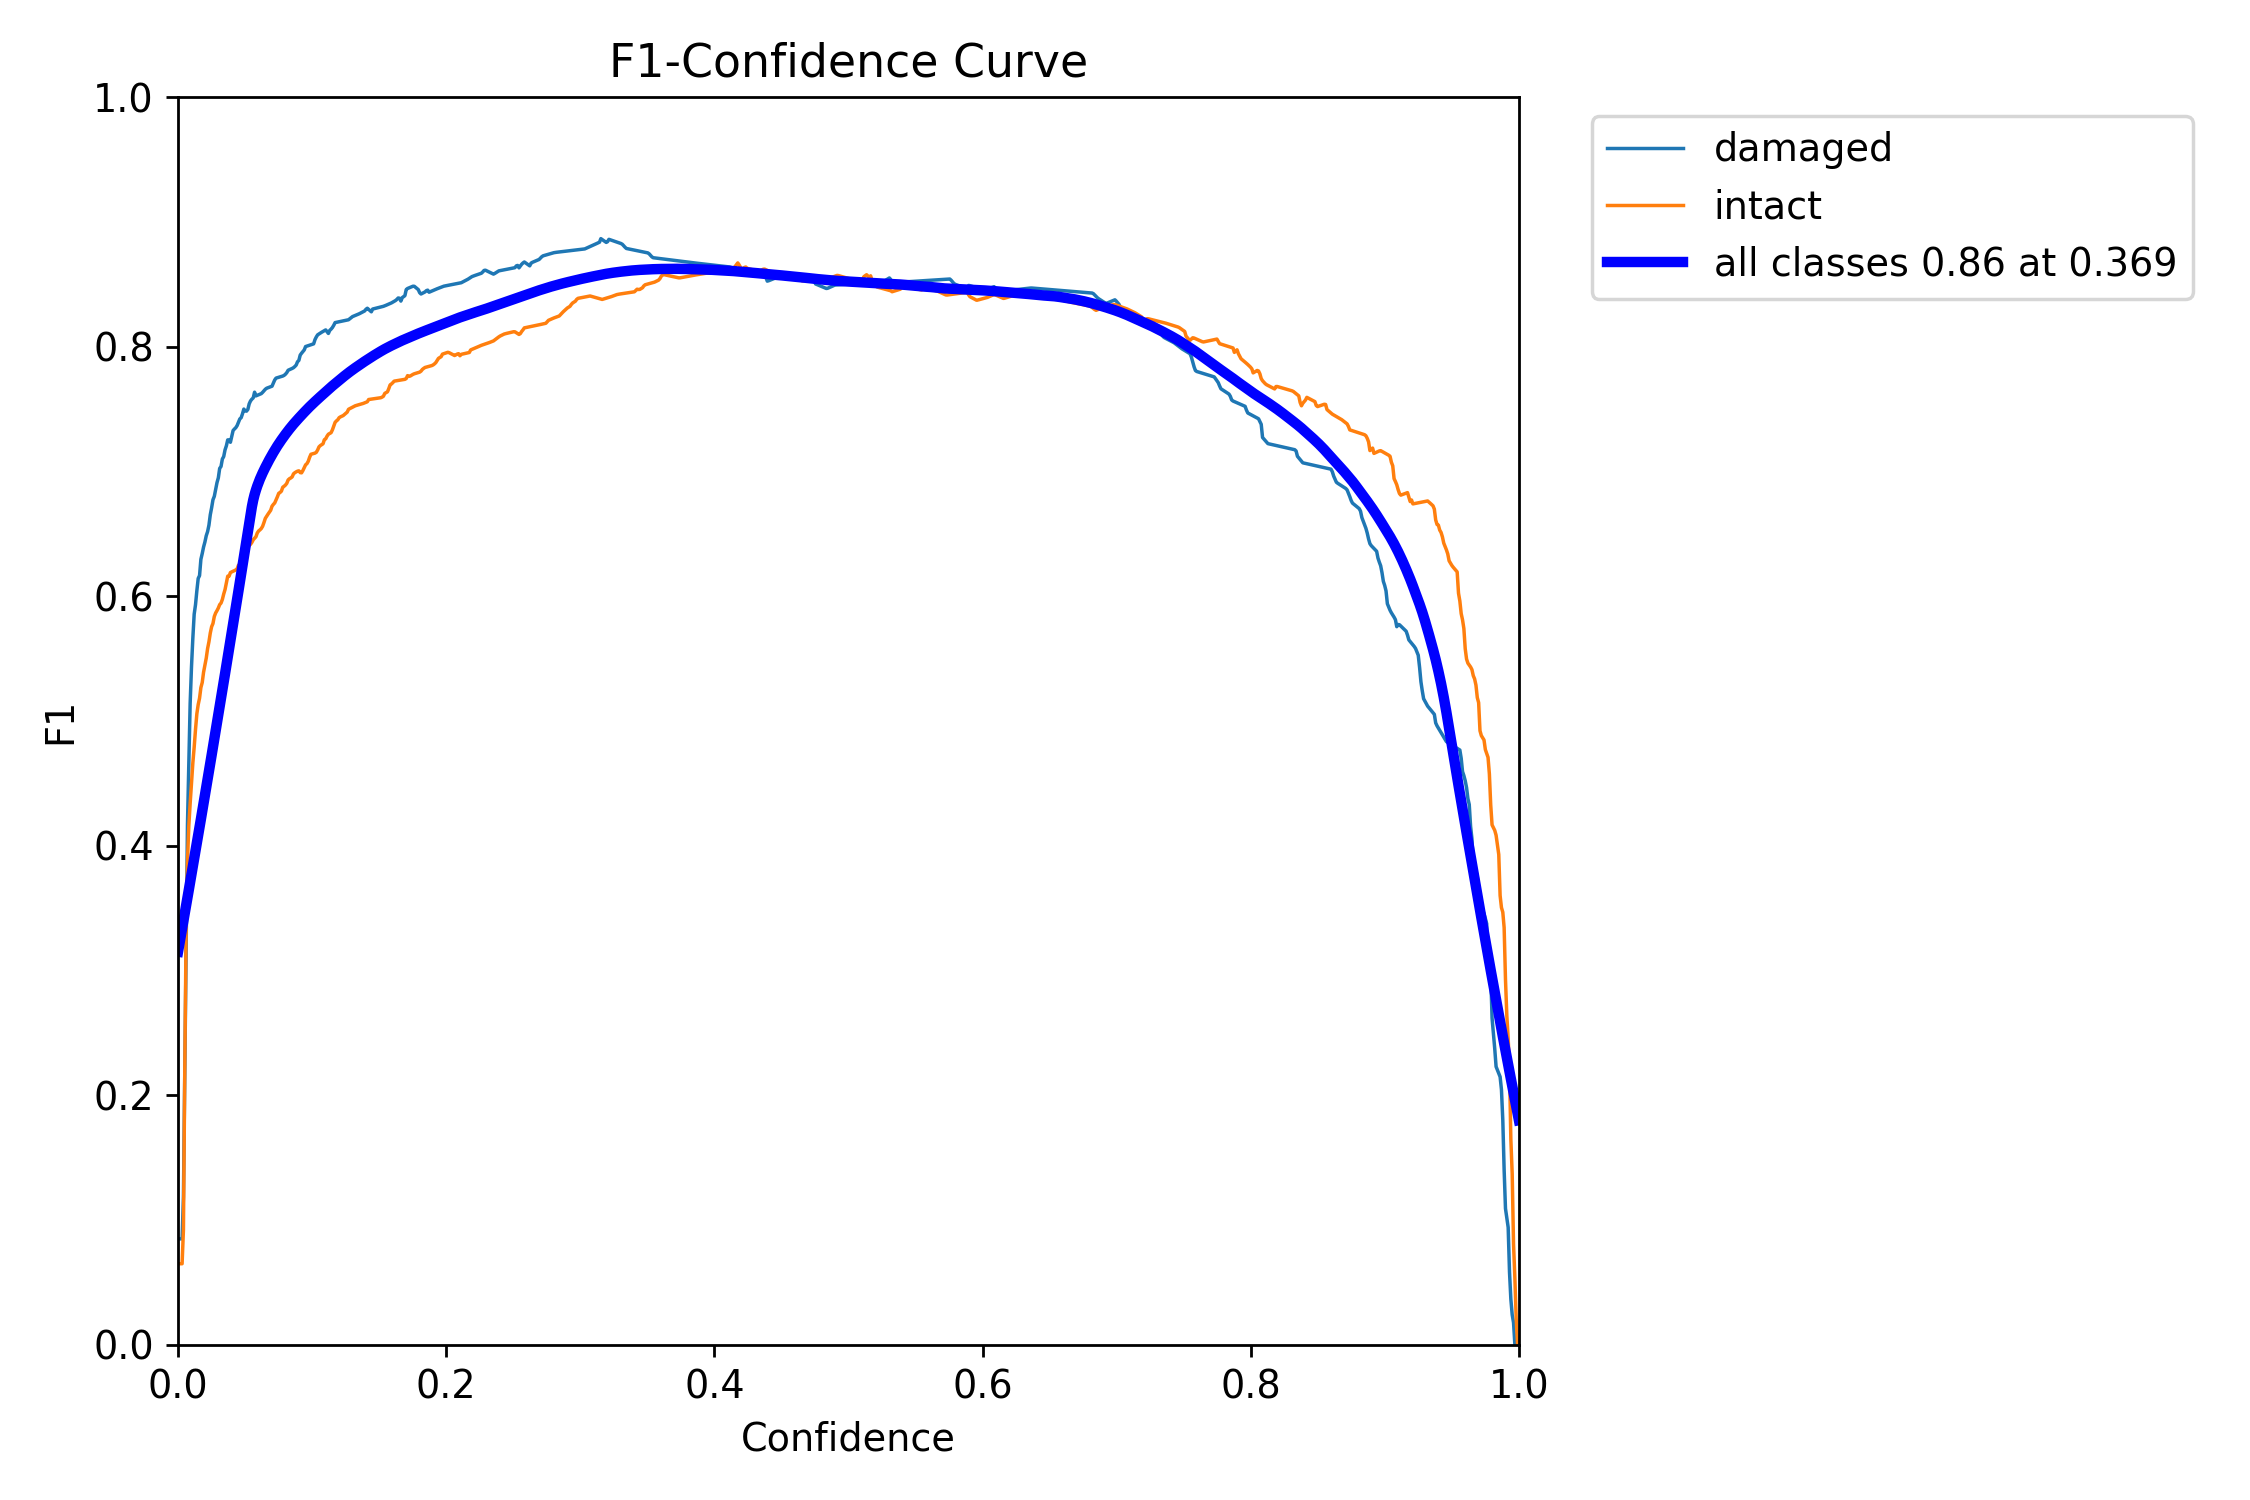 F1-Confidence Curve
1.0
0.8
0.6
0.4
0.2
0.0
F1
0.0 0.2 0.4 0.6 0.8 1.0
Confidence
damaged
intact
all classes 0.86 at 0.369